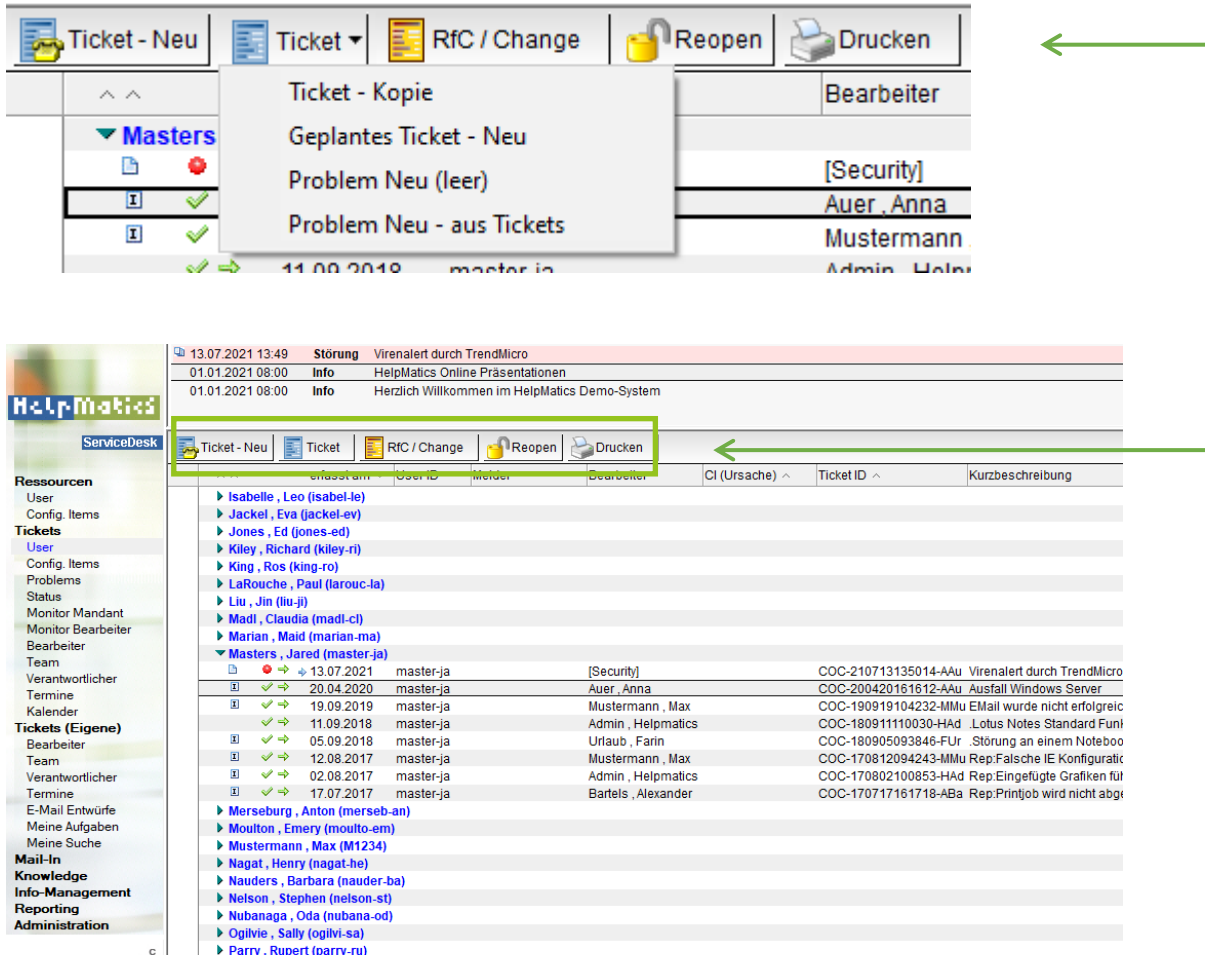 Ticket - Neu Ticket RfC / Change Reopen Drucken
Ticket - Kopie Bearbeiter
Masters Geplantes Ticket - Neu
Problem Neu (leer) [Security]
Auer , Anna
Problem Neu - aus Tickets Mustermann
11.09.2018 master-ja Admin , Helpm
13.07.2021 13:49 Störung Virenalert durch TrendMicro
01.01.2021 08:00 Info HelpMatics Online Präsentationen
01.01.2021 08:00 Info Herzlich Willkommen im HelpMatics Demo-System
HelpMatics
ServiceDesk
Ticket - Neu Ticket RfC / Change Reopen Drucken
erfasst am User ID Melder Bearbeiter CI (Ursache) Ticket ID Kurzbeschreibung
Ressourcen
User
Config. Items
Tickets
User
Config. Items
Problems
Status
Monitor Mandant
Monitor Bearbeiter
Bearbeiter
Team
Verantwortlicher
Termine
Kalender
Tickets (Eigene)
Bearbeiter
Team
Verantwortlicher
Termine
E-Mail Entwürfe
Meine Aufgaben
Meine Suche
Mail-In
Knowledge
Info-Management
Reporting
Administration
c
Isabelle , Leo (isabel-le)
Jackel , Eva (jackel-ev)
Jones , Ed (jones-ed)
Kiley , Richard (kiley-ri)
King , Ros (king-ro)
LaRouche , Paul (larouc-la)
Liu , Jin (liu-ji)
Madl , Claudia (madl-cl)
Marian , Maid (marian-ma)
Masters , Jared (master-ja)
13.07.2021 master-ja [Security] COC-210713135014-AAu Virenalert durch TrendMicro
20.04.2020 master-ja Auer , Anna COC-200420161612-AAu Ausfall Windows Server
19.09.2019 master-ja Mustermann , Max COC-190919104232-MMu EMail wurde nicht erfolgreic
11.09.2018 master-ja Admin , Helpmatics COC-180911110030-HAd .Lotus Notes Standard Funk
05.09.2018 master-ja Urlaub , Farin COC-180905093846-FUr .Störung an einem Noteboo
12.08.2017 master-ja Mustermann , Max COC-170812094243-MMu Rep:Falsche IE Konfiguratio
02.08.2017 master-ja Admin , Helpmatics COC-170802100853-HAd Rep:Eingefügte Grafiken füh
17.07.2017 master-ja Bartels , Alexander COC-170717161718-ABa Rep:Printjob wird nicht abge
Merseburg , Anton (merseb-an)
Moulton , Emery (moulto-em)
Mustermann , Max (M1234)
Nagat , Henry (nagat-he)
Nauders , Barbara (nauder-ba)
Nelson , Stephen (nelson-st)
Nubanaga , Oda (nubana-od)
Ogilvie , Sally (ogilvi-sa)
Parry , Rupert (parry-ru)